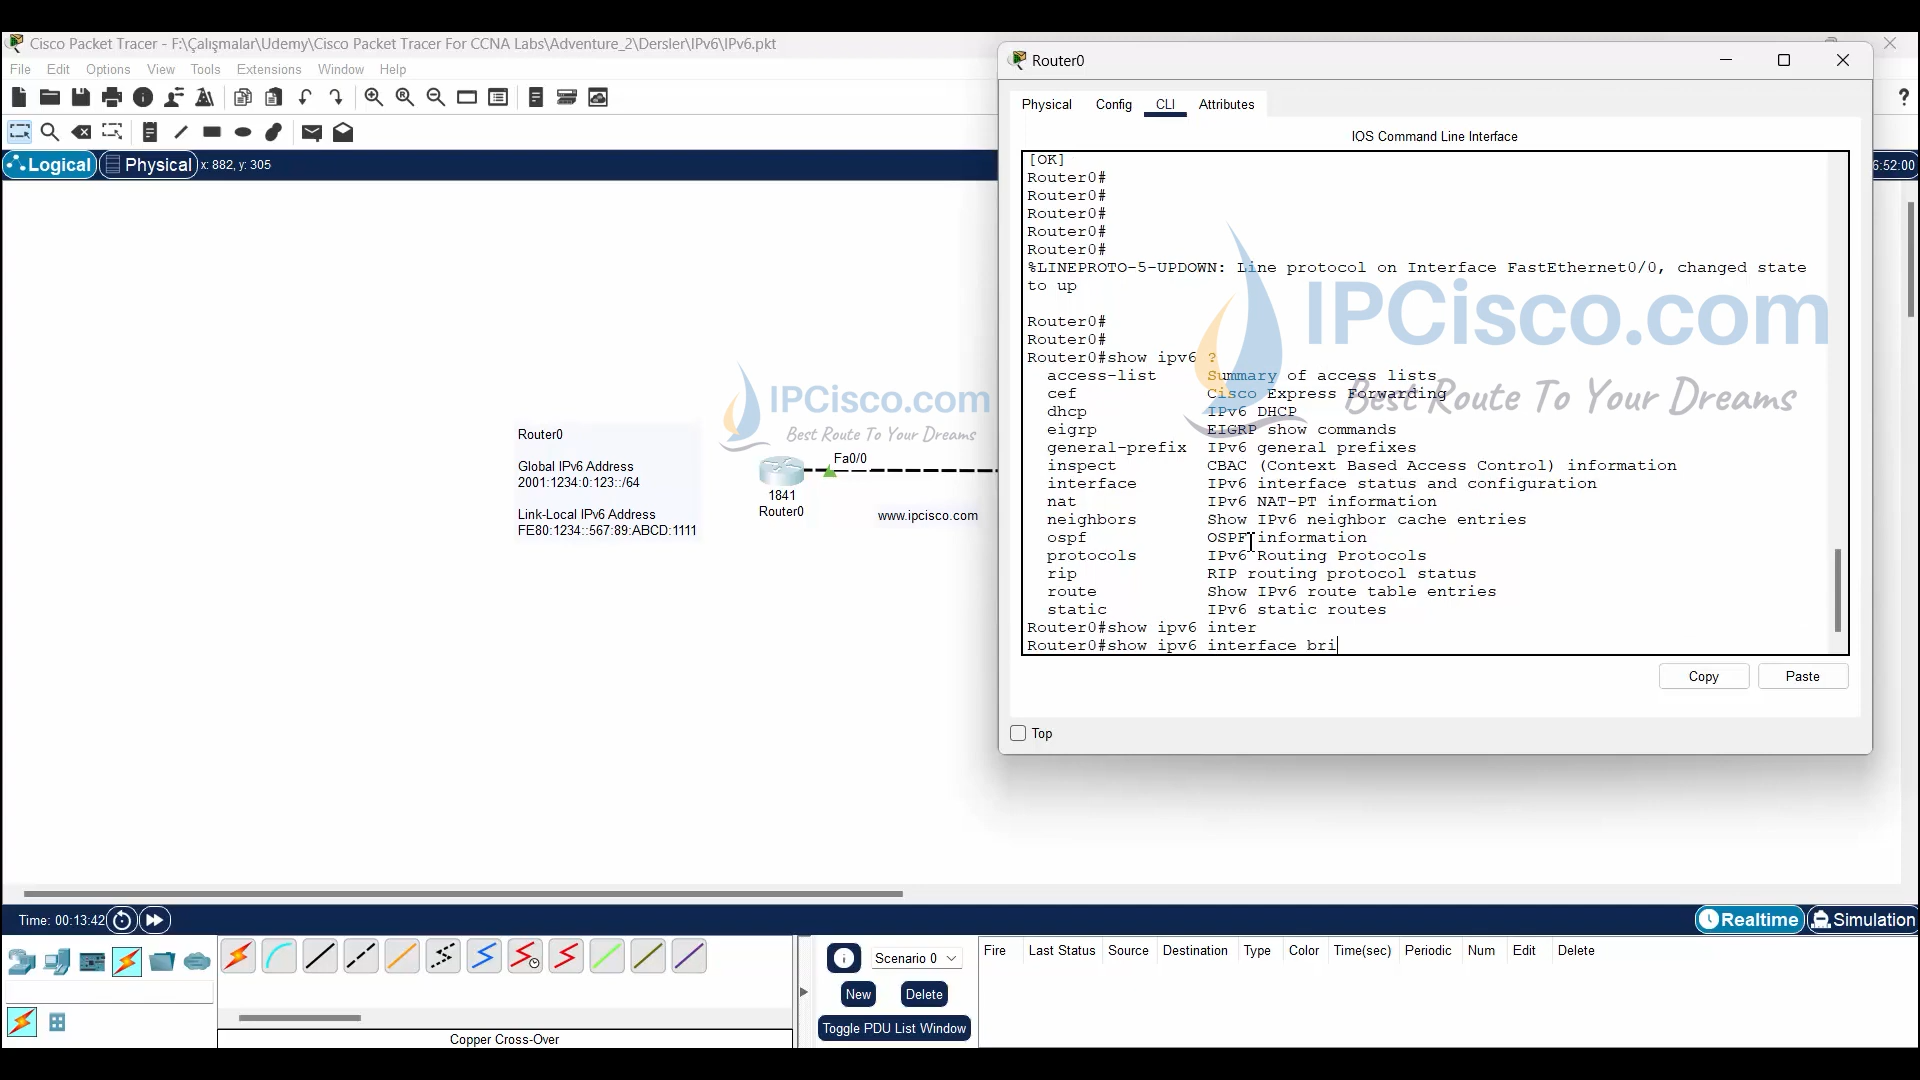 Cisco Packet Tracer - F:\Çalışmalar\Udemy\Cisco Packet Tracer For CCNA Labs\Adventure_2\Dersler\IPv6\IPv6.pkt
File Edit Options View Tools Extensions Window Help
Logical Physical x: 882, y: 305
6:52:00
Router0
Global IPv6 Address
2001:1234:0:123::/64
Link-Local IPv6 Address
FE80:1234::567:89:ABCD:1111
IPCisco.com
Best Route To Your Dreams
Fa0/0
1841
Router0
www.ipcisco.com
Router0
Physical Config CLI Attributes
IOS Command Line Interface
[OK]
Router0#
Router0#
Router0#
Router0#
Router0#
%LINEPROTO-5-UPDOWN: Line protocol on Interface FastEthernet0/0, changed state
to up
Router0#
Router0#
Router0#show ipv6 ?
access-list Summary of access lists
cef Cisco Express Forwarding
dhcp IPv6 DHCP
eigrp EIGRP show commands
general-prefix IPv6 general prefixes
inspect CBAC (Context Based Access Control) information
interface IPv6 interface status and configuration
nat IPv6 NAT-PT information
neighbors Show IPv6 neighbor cache entries
ospf OSPF information
protocols IPv6 Routing Protocols
rip RIP routing protocol status
route Show IPv6 route table entries
static IPv6 static routes
Router0#show ipv6 inter
Router0#show ipv6 interface bri
IPCisco.com
Best Route To Your Dreams
Copy Paste
Top
Time: 00:13:42
Realtime Simulation
Copper Cross-Over
Scenario 0
New Delete
Toggle PDU List Window
Fire Last Status Source Destination Type Color Time(sec) Periodic Num Edit Delete